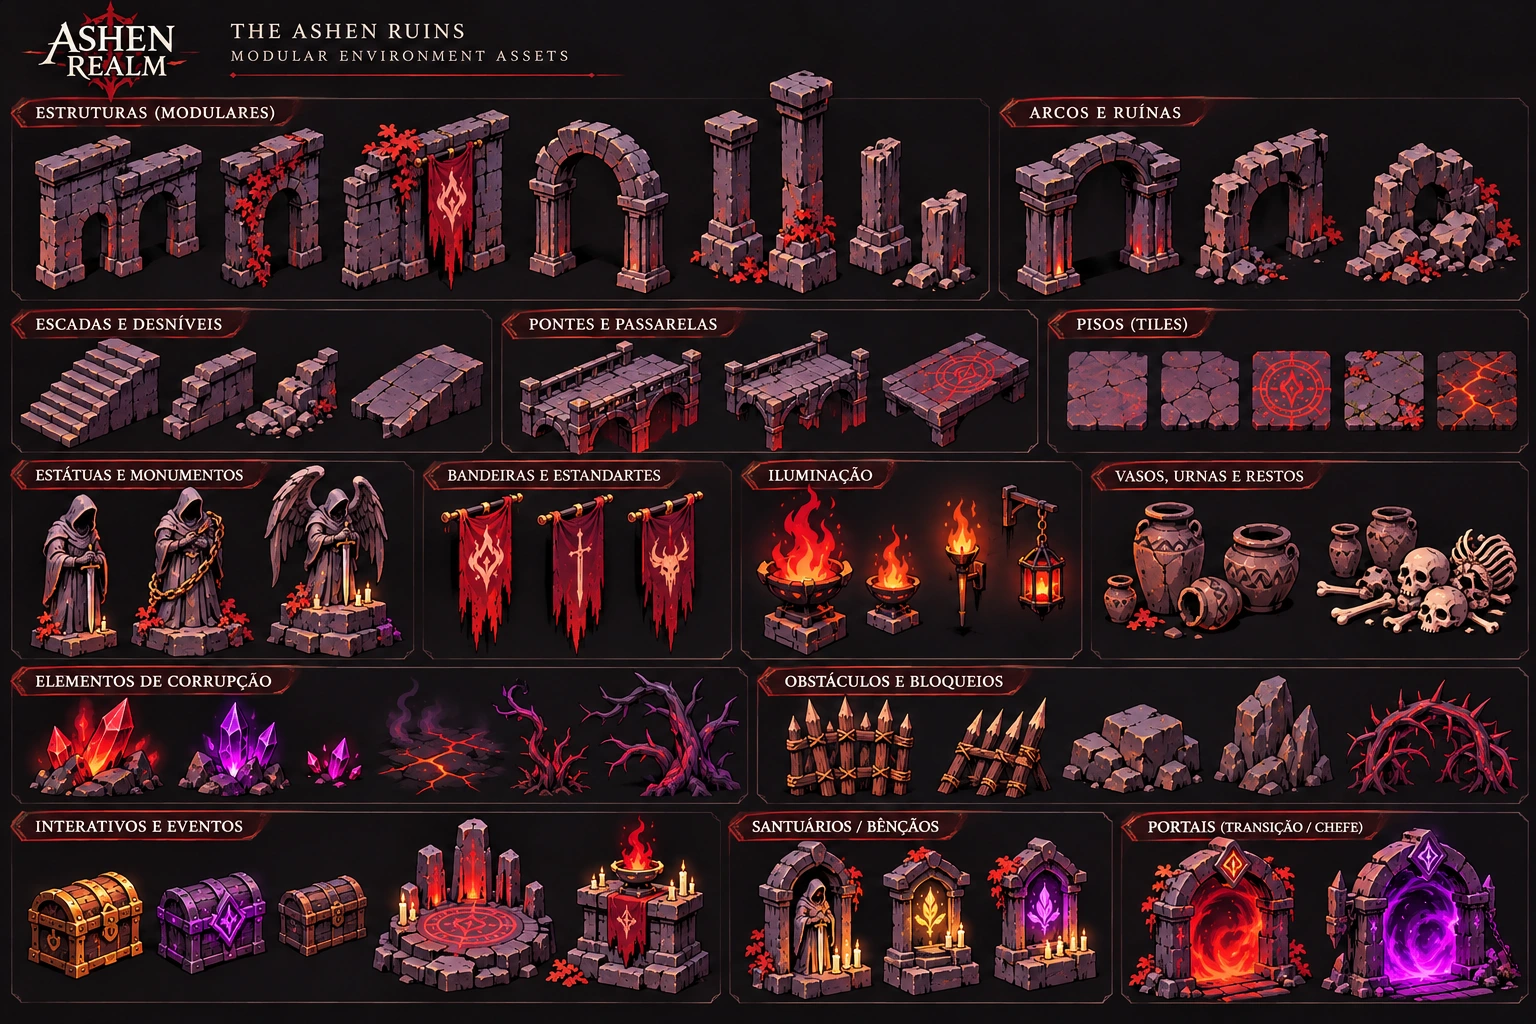 ASHEN
REALM
THE ASHEN RUINS
MODULAR ENVIRONMENT ASSETS
ESTRUTURAS (MODULARES)
ARCOS E RUÍNAS
ESCADAS E DESNÍVEIS
PONTES E PASSARELAS
PISOS (TILES)
ESTÁTUAS E MONUMENTOS
BANDEIRAS E ESTANDARTES
ILUMINAÇÃO
VASOS, URNAS E RESTOS
ELEMENTOS DE CORRUPÇÃO
OBSTÁCULOS E BLOQUEIOS
INTERATIVOS E EVENTOS
SANTUÁRIOS / BÊNÇÃOS
PORTAIS (TRANSIÇÃO / CHEFE)